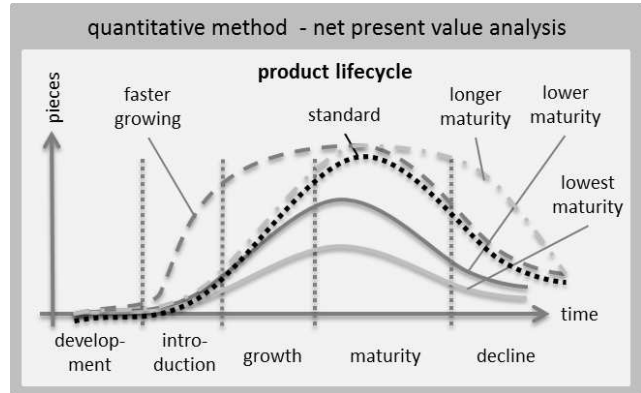 quantitative method - net present value analysis
product lifecycle
pieces
faster
growing
standard
longer
maturity
lower
maturity
lowest
maturity
time
develop-
ment
intro-
duction
growth
maturity
decline